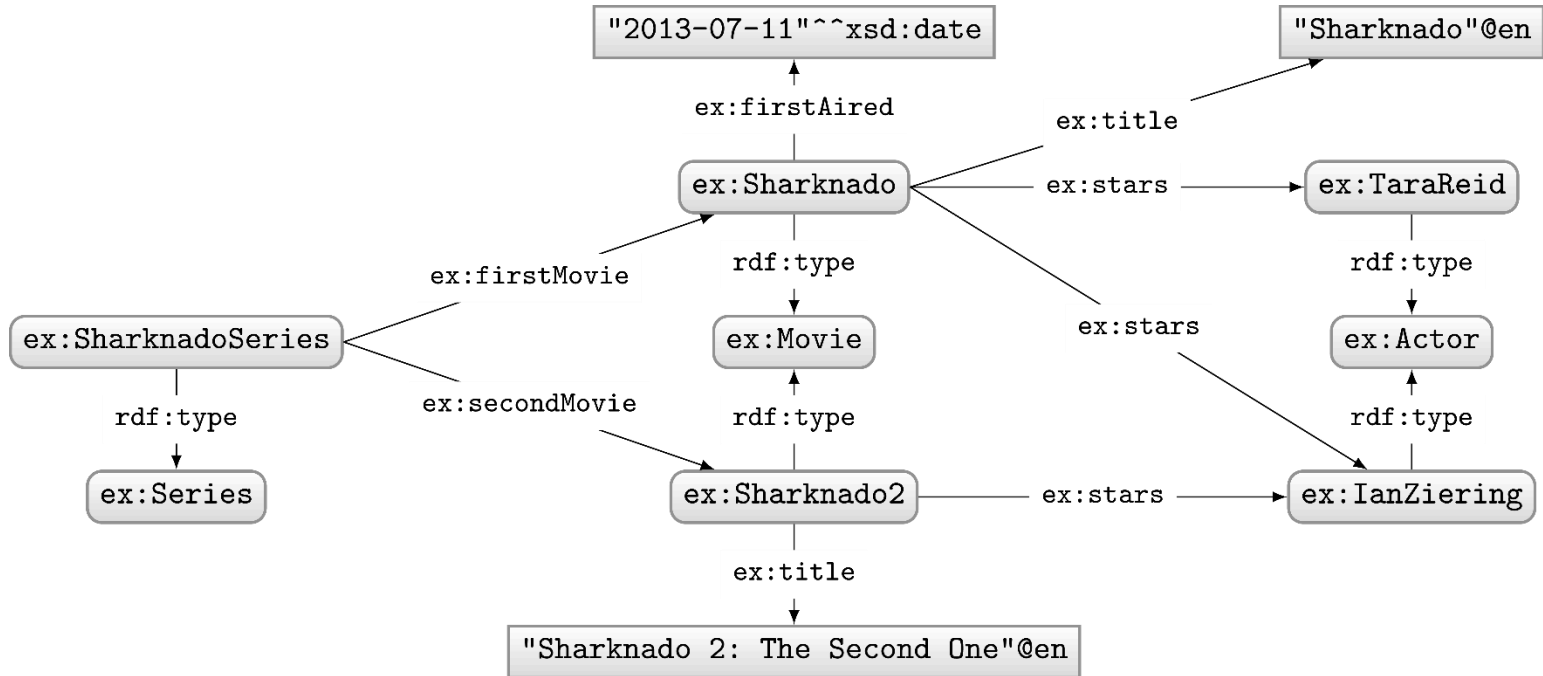 "2013-07-11"^^xsd:date
"Sharknado"@en
ex:firstAired
ex:title
ex:Sharknado
ex:stars
ex:TaraReid
ex:firstMovie
rdf:type
rdf:type
ex:SharknadoSeries
ex:Movie
ex:stars
ex:Actor
rdf:type
ex:secondMovie
rdf:type
rdf:type
ex:Series
ex:Sharknado2
ex:stars
ex:IanZiering
ex:title
"Sharknado 2: The Second One"@en